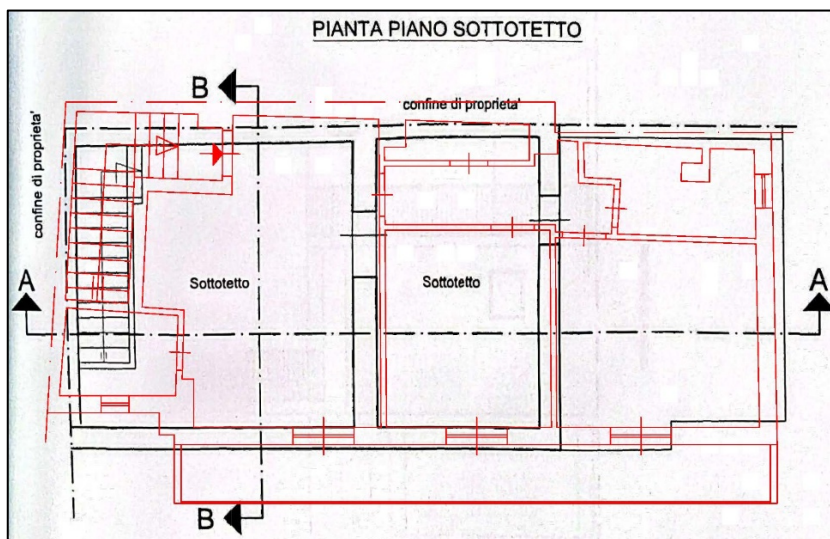 PIANTA PIANO SOTTOTETTO
B
confine di proprieta'
confine di proprieta'
A
Sottotetto
Sottotetto
A
B